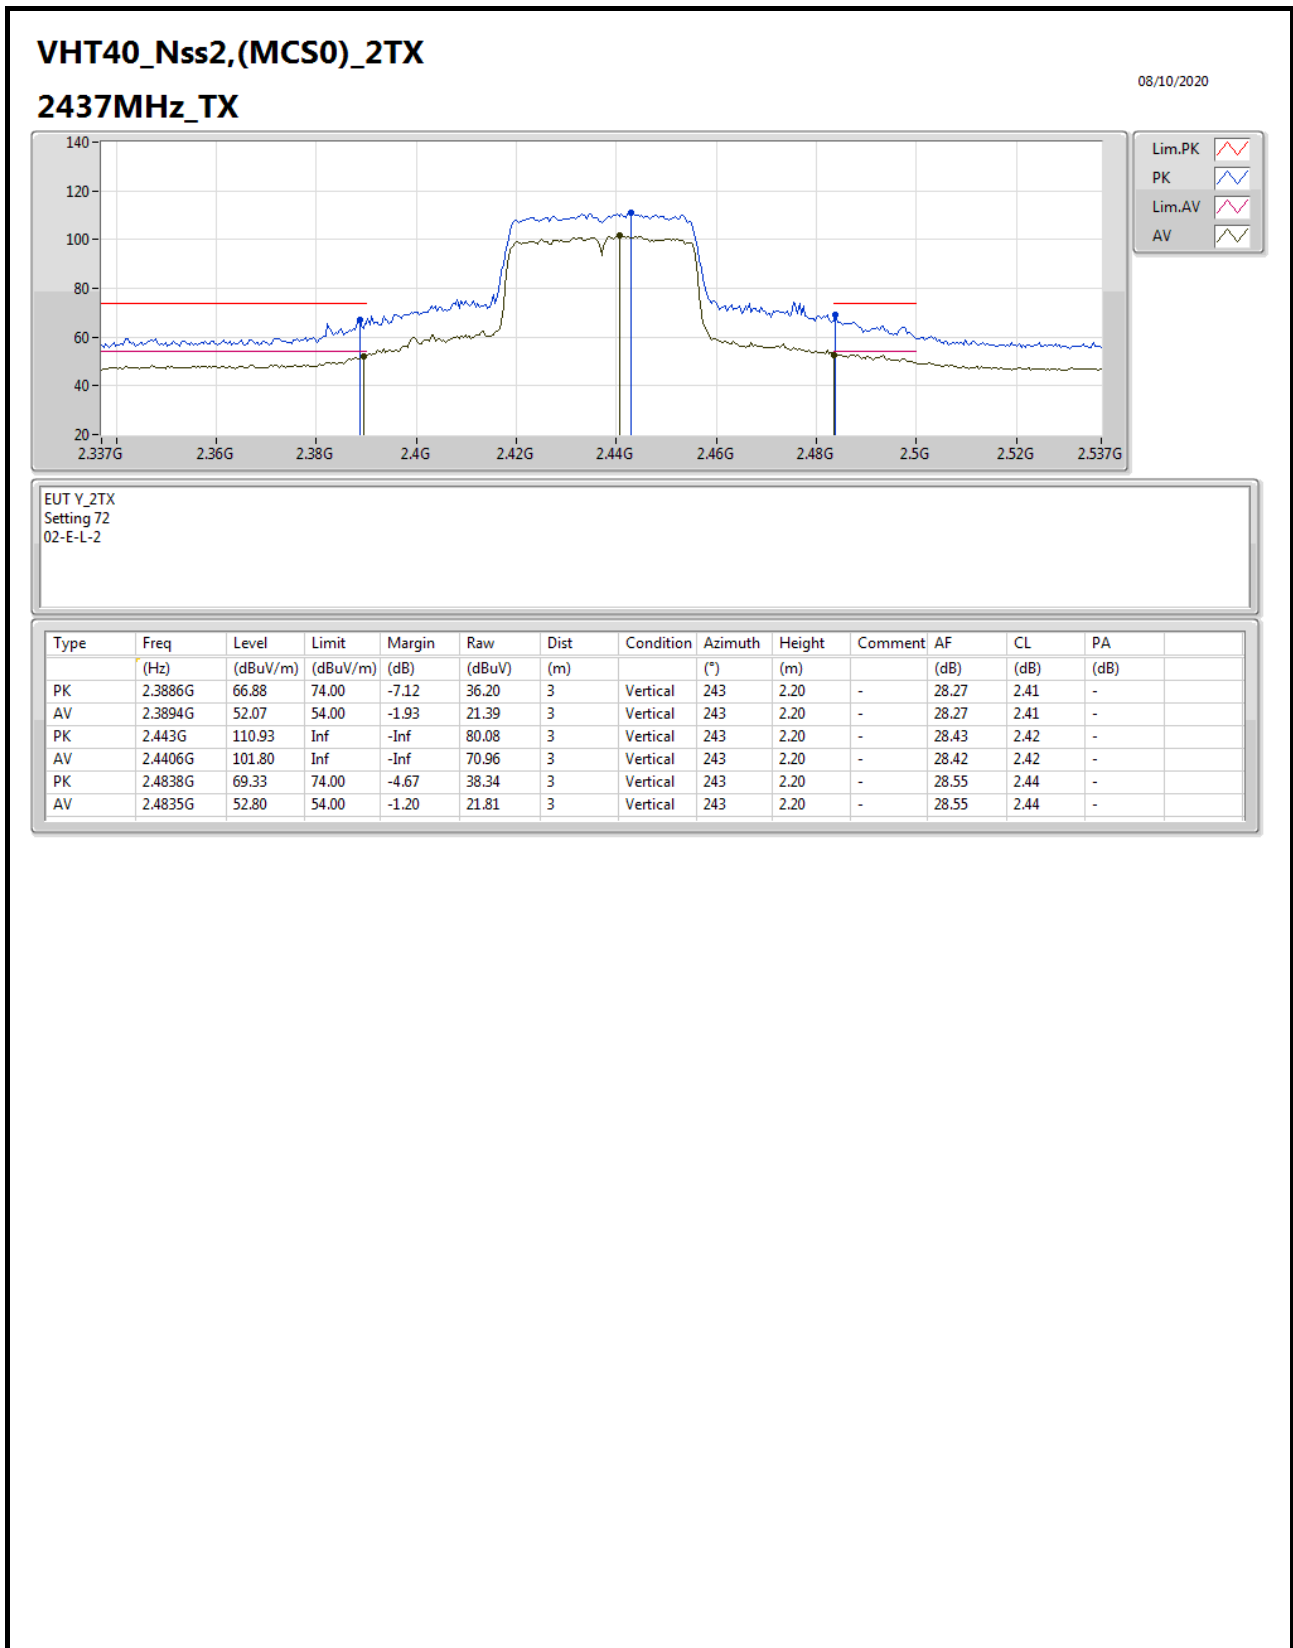 VHT40_Nss2,(MCS0)_2TX
08/10/2020
2437MHz_TX
140
120
100
80
60
40
20
2.337G 2.36G 2.38G 2.4G 2.42G 2.44G 2.46G 2.48G 2.5G 2.52G 2.537G
Lim.PK
PK
Lim.AV
AV
EUT Y_2TX
Setting 72
02-E-L-2
Type Freq Level Limit Margin Raw Dist Condition Azimuth Height Comment AF CL PA
(Hz) (dBuV/m) (dBuV/m) (dB) (dBuV) (m) (°) (m) (dB) (dB) (dB)
PK 2.3886G 66.88 74.00 -7.12 36.20 3 Vertical 243 2.20 - 28.27 2.41 -
AV 2.3894G 52.07 54.00 -1.93 21.39 3 Vertical 243 2.20 - 28.27 2.41 -
PK 2.443G 110.93 Inf -Inf 80.08 3 Vertical 243 2.20 - 28.43 2.42 -
AV 2.4406G 101.80 Inf -Inf 70.96 3 Vertical 243 2.20 - 28.42 2.42 -
PK 2.4838G 69.33 74.00 -4.67 38.34 3 Vertical 243 2.20 - 28.55 2.44 -
AV 2.4835G 52.80 54.00 -1.20 21.81 3 Vertical 243 2.20 - 28.55 2.44 -